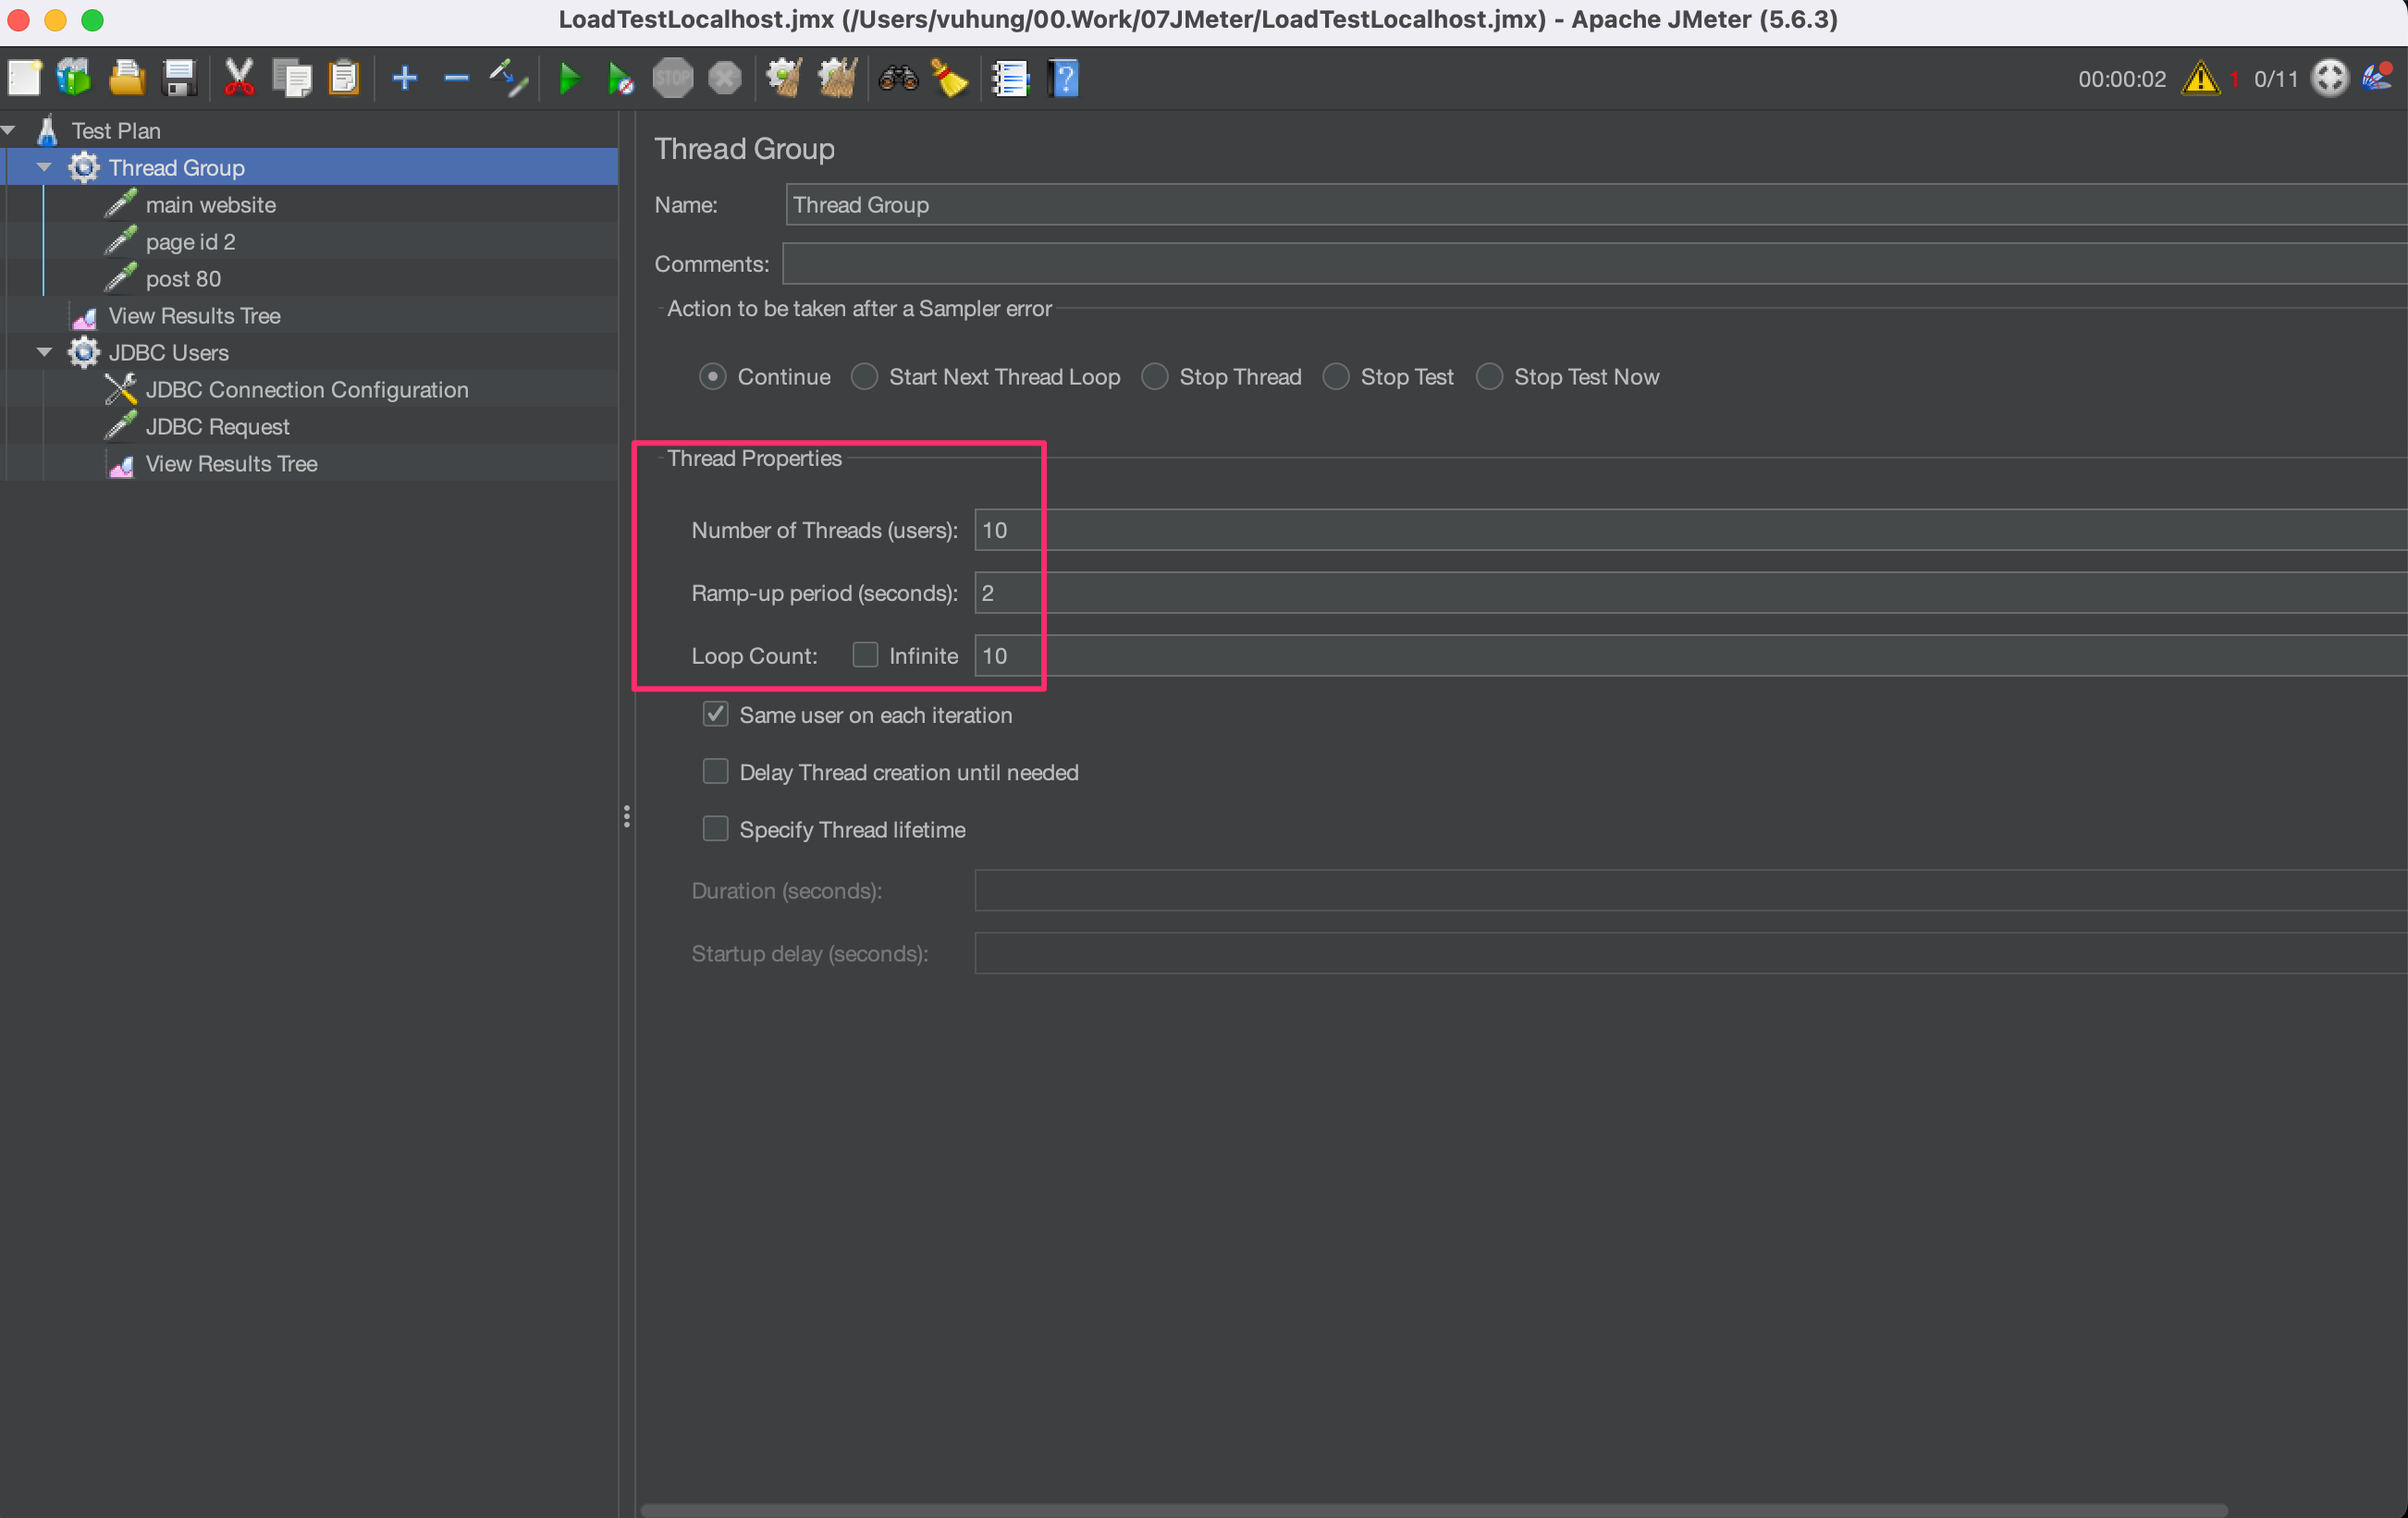 LoadTestLocalhost.jmx (/Users/vuhung/00.Work/07JMeter/LoadTestLocalhost.jmx) - Apache JMeter (5.6.3)
STOP
00:00:02 1 0/11
Test Plan
Thread Group
main website
page id 2
post 80
View Results Tree
JDBC Users
JDBC Connection Configuration
JDBC Request
View Results Tree
Thread Group
Name: Thread Group
Comments:
Action to be taken after a Sampler error
Continue Start Next Thread Loop Stop Thread Stop Test Stop Test Now
Thread Properties
Number of Threads (users): 10
Ramp-up period (seconds): 2
Loop Count: Infinite 10
Same user on each iteration
Delay Thread creation until needed
Specify Thread lifetime
Duration (seconds):
Startup delay (seconds):